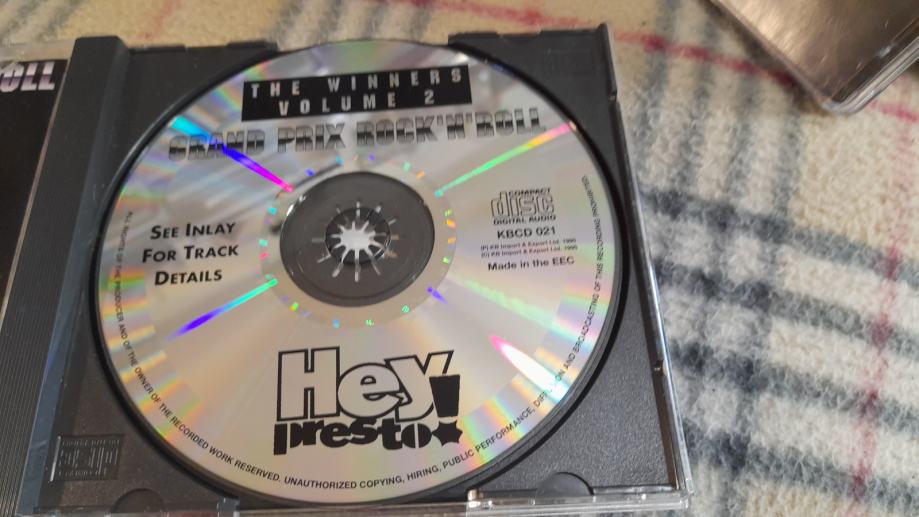 OLL
THE WINNERS
VOLUME 2
GRAND PRIX ROCK'N'ROLL
SEE INLAY
FOR TRACK
DETAILS
COMPACT
disc
DIGITAL AUDIO
KBCD 021
(P) KB Import & Export Ltd. 1995
(C) KB Import & Export Ltd. 1995
Made in the EEC
Hey!
presto
ALL RIGHTS OF THE PRODUCER AND OF THE OWNER OF THE RECORDED WORK RESERVED. UNAUTHORIZED COPYING, HIRING, PUBLIC PERFORMANCE, DIFFUSION AND BROADCASTING OF THIS RECORDING PROHIBITED.